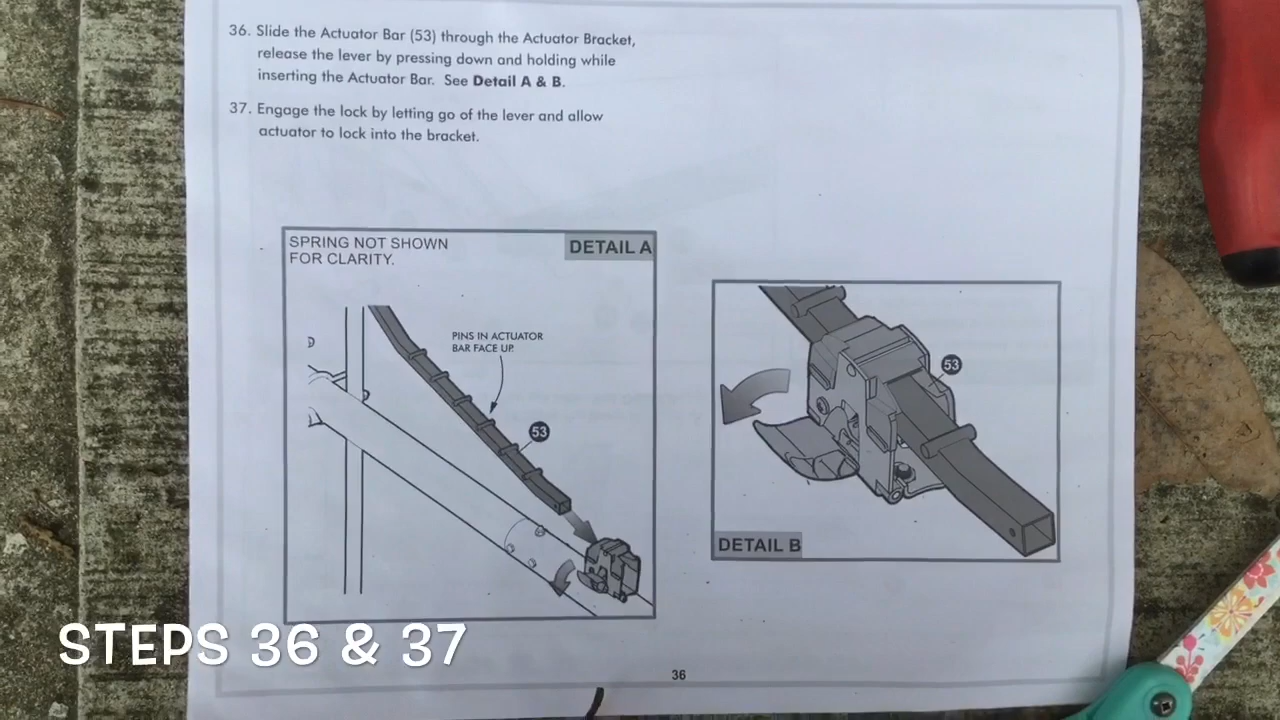 36. Slide the Actuator Bar (53) through the Actuator Bracket,
release the lever by pressing down and holding while
inserting the Actuator Bar. See Detail A & B.
37. Engage the lock by letting go of the lever and allow
actuator to lock into the bracket.
SPRING NOT SHOWN
FOR CLARITY.
DETAIL A
PINS IN ACTUATOR
BAR FACE UP.
53
53
DETAIL B
STEPS 36 & 37
36